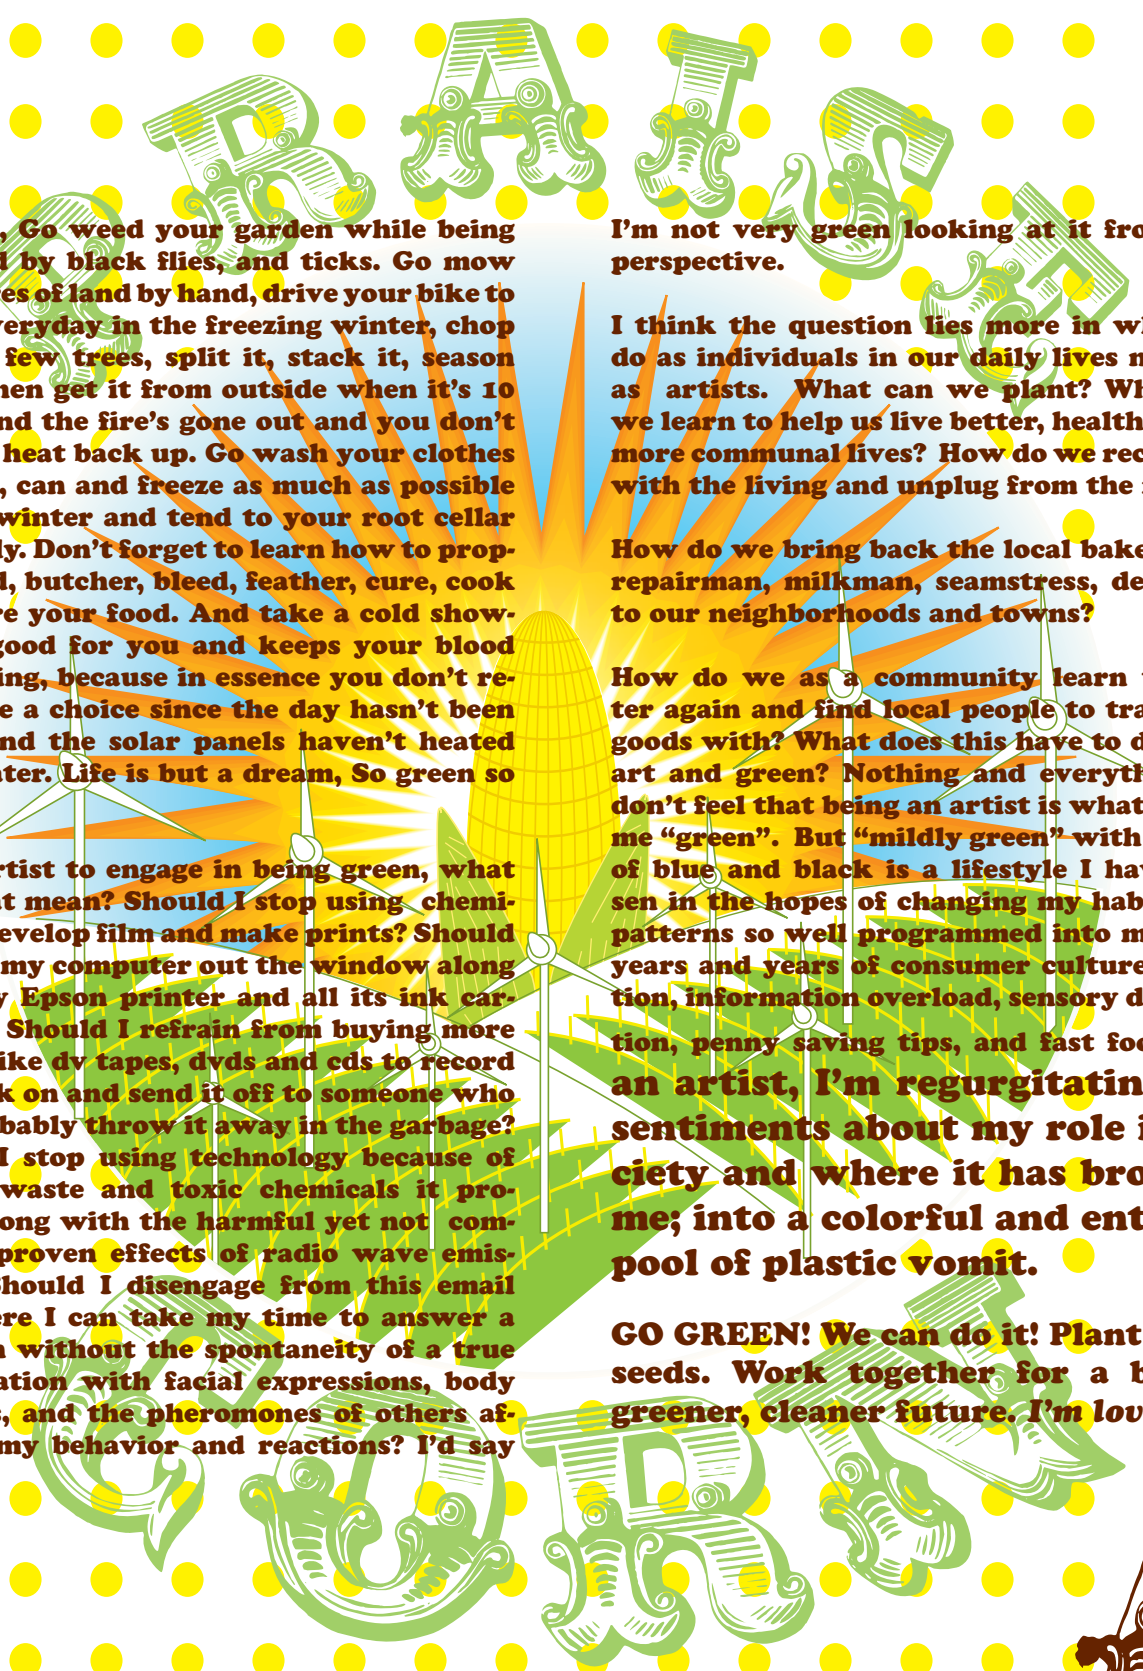 RAISE
, Go weed your garden while being
d by black flies, and ticks. Go mow
res of land by hand, drive your bike to
veryday in the freezing winter, chop
few trees, split it, stack it, season
hen get it from outside when it's 10
nd the fire's gone out and you don't
heat back up. Go wash your clothes
, can and freeze as much as possible
winter and tend to your root cellar
ly. Don't forget to learn how to prop-
d, butcher, bleed, feather, cure, cook
re your food. And take a cold show-
good for you and keeps your blood
ing, because in essence you don't re-
e a choice since the day hasn't been
nd the solar panels haven't heated
ater. Life is but a dream, So green so
rtist to engage in being green, what
at mean? Should I stop using chemi-
evelop film and make prints? Should
my computer out the window along
y Epson printer and all its ink car-
Should I refrain from buying more
ike dv tapes, dvds and cds to record
k on and send it off to someone who
bably throw it away in the garbage?
I stop using technology because of
waste and toxic chemicals it pro-
ong with the harmful yet not com-
proven effects of radio wave emis-
Should I disengage from this email
ere I can take my time to answer a
n without the spontaneity of a true
ation with facial expressions, body
s, and the pheromones of others af-
my behavior and reactions? I'd say
I'm not very green looking at it fro
perspective.
I think the question lies more in w
do as individuals in our daily lives
as artists. What can we plant? Wh
we learn to help us live better, health
more communal lives? How do we rec
with the living and unplug from the
How do we bring back the local bake
repairman, milkman, seamstress, de
to our neighborhoods and towns?
How do we as a community learn
ter again and find local people to tra
goods with? What does this have to d
art and green? Nothing and everyth
don't feel that being an artist is what
me “green”. But “mildly green” with
of blue and black is a lifestyle I hav
sen in the hopes of changing my hab
patterns so well programmed into m
years and years of consumer culture
tion, information overload, sensory d
tion, penny saving tips, and fast foo
an artist, I'm regurgitatin
sentiments about my role i
ciety and where it has bro
me; into a colorful and ent
pool of plastic vomit.
GO GREEN! We can do it! Plant
seeds. Work together for a b
greener, cleaner future. I'm lov